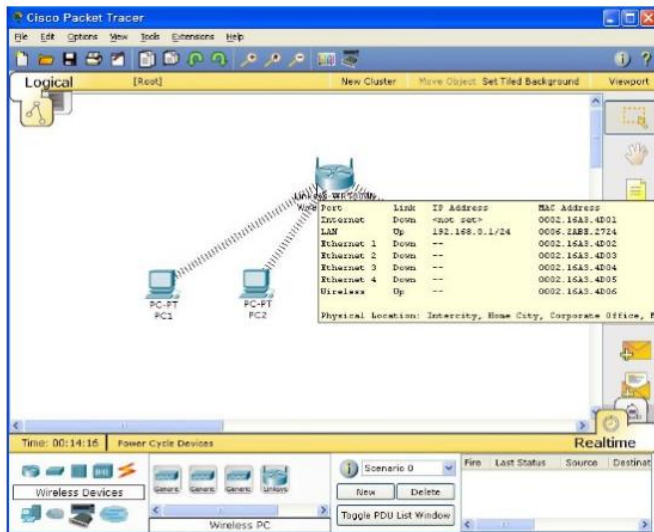 Cisco Packet Tracer
File Edit Options View Tools Extensions Help
Logical [Root] New Cluster Move Object Set Tiled Background Viewport
Port Link IP Address MAC Address
Internet Down <not set> 0002.16A3.4D01
LAN Up 192.168.0.1/24 0006.2ABE.2724
Ethernet 1 Down -- 0002.16A3.4D02
Ethernet 2 Down -- 0002.16A3.4D03
Ethernet 3 Down -- 0002.16A3.4D04
Ethernet 4 Down -- 0002.16A3.4D05
Wireless Up -- 0002.16A3.4D06
Physical Location: Intercity, Home City, Corporate Office,
PC-PT
PC1
PC-PT
PC2
Time: 00:14:16 Power Cycle Devices Realtime
Wireless Devices
Generic Generic Generic Linksys
Wireless PC
Scenario 0
New Delete
Toggle PDU List Window
Fire Last Status Source Destinat